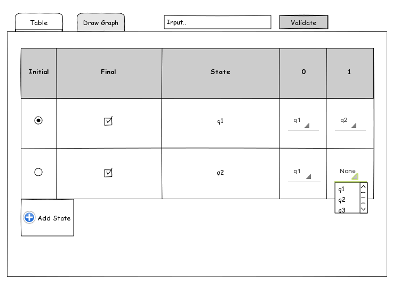 Table Draw Graph Input.. Validate
Initial Final State 0 1
q1 q1 q2
q2 q1 None
q1
q2
q3
Add State